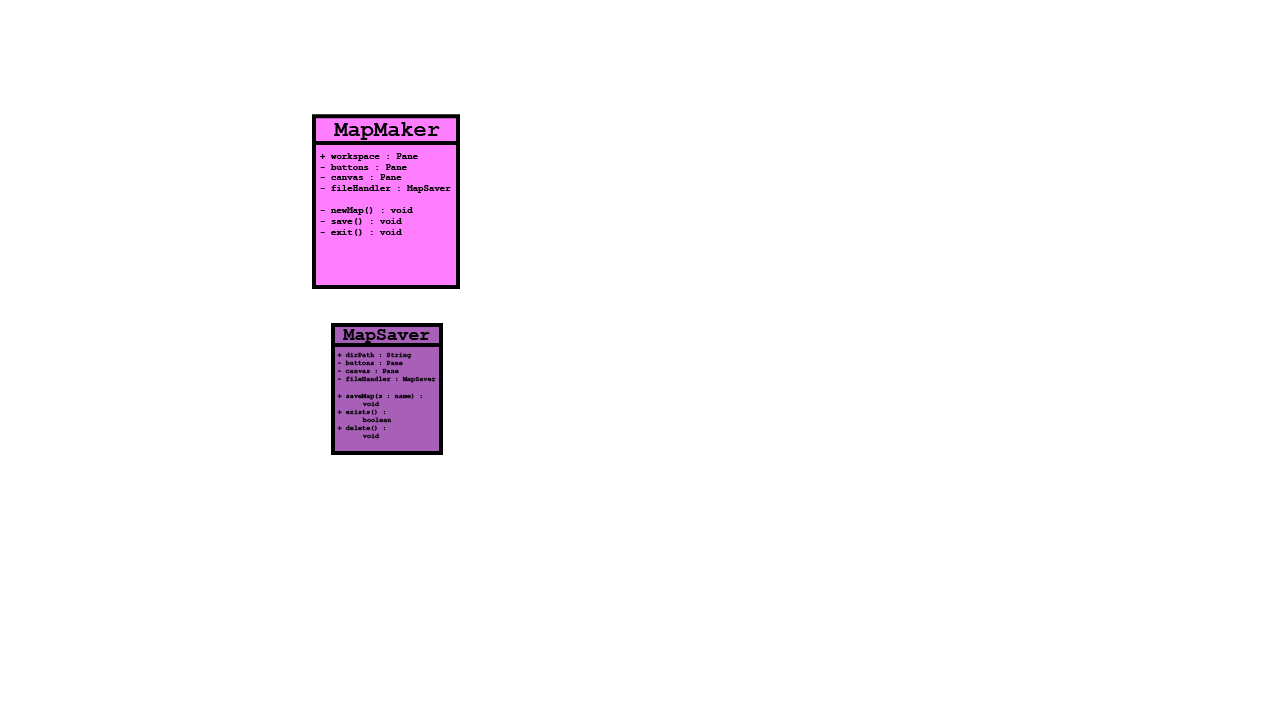 MapMaker
+ workspace : Pane
- buttons : Pane
- canvas : Pane
- fileHandler : MapSaver
- newMap() : void
- save() : void
- exit() : void
MapSaver
+ dirPath : String
- buttons : Pane
- canvas : Pane
- fileHandler : MapSaver
+ saveMap(s : name) :
void
+ exists() :
boolean
+ delete() :
void